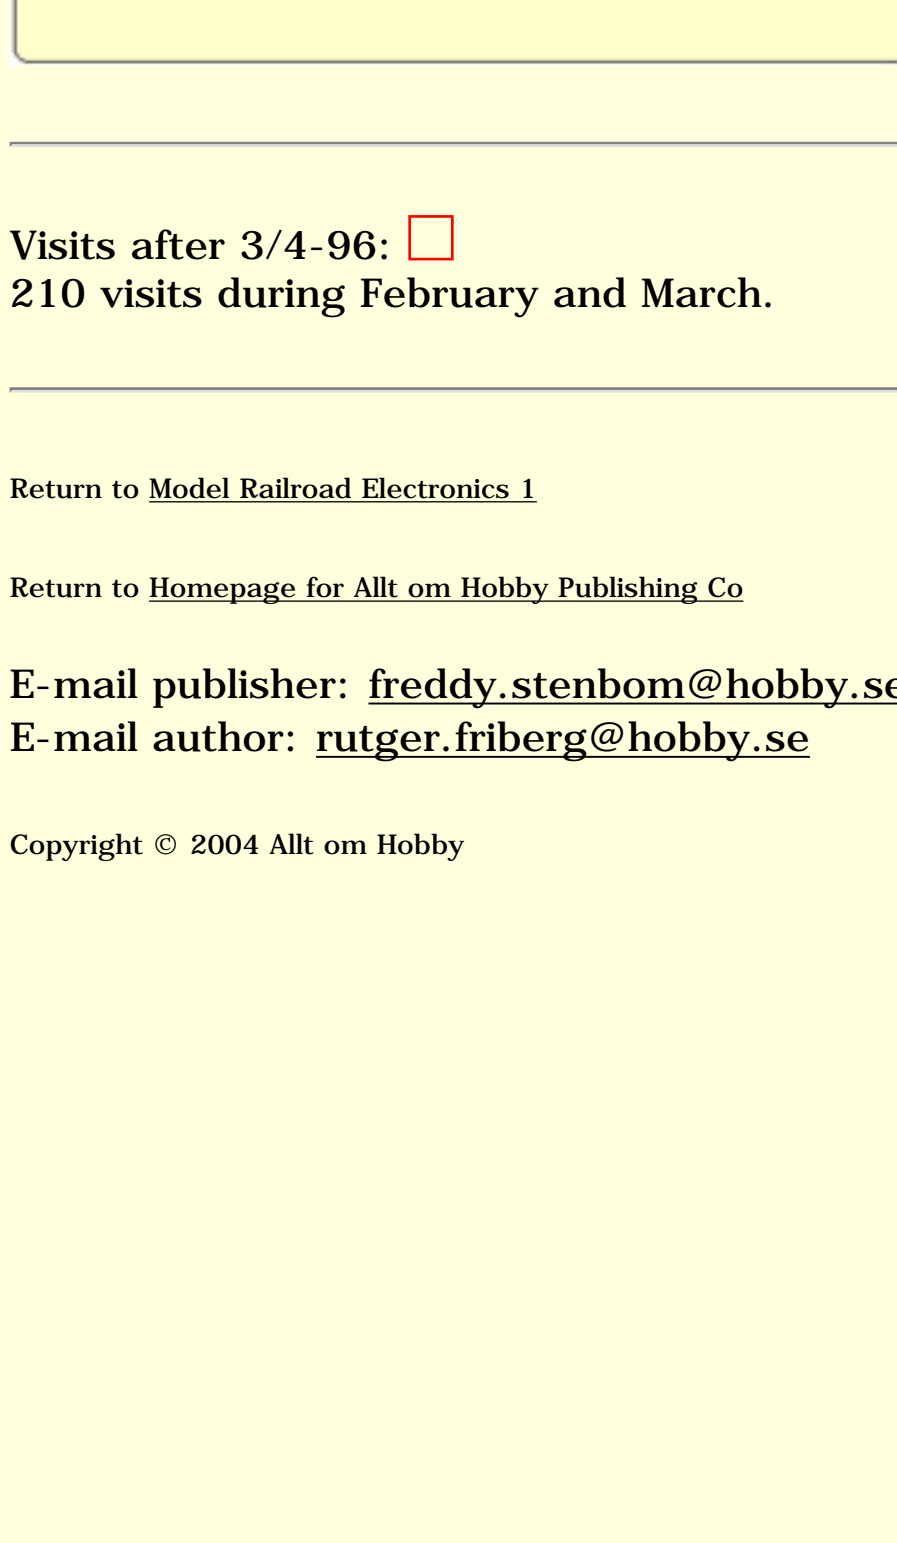 Visits after 3/4-96:
210 visits during February and March.
Return to Model Railroad Electronics 1
Return to Homepage for Allt om Hobby Publishing Co
E-mail publisher: freddy.stenbom@hobby.se
E-mail author: rutger.friberg@hobby.se
Copyright © 2004 Allt om Hobby